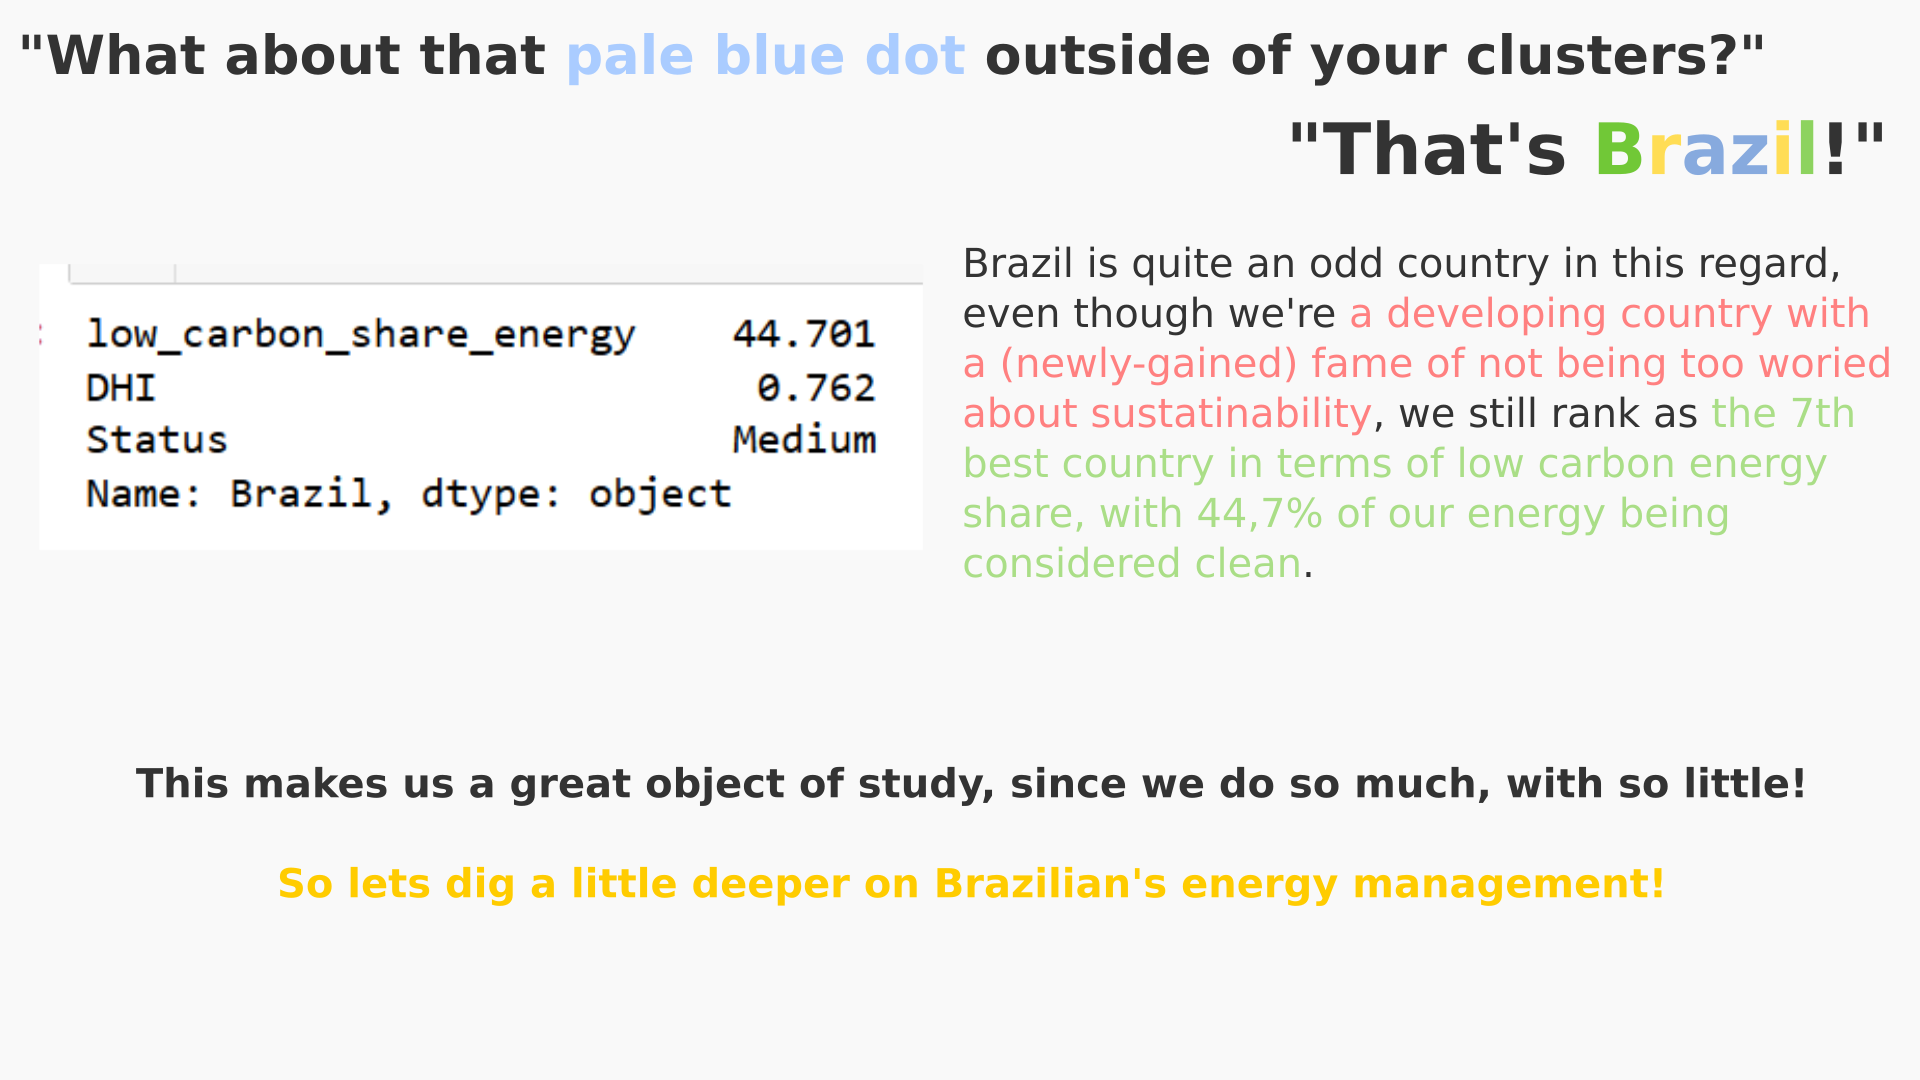 "What about that pale blue dot outside of your clusters?"
"That's Brazil!"
low_carbon_share_energy 44.701
DHI 0.762
Status Medium
Name: Brazil, dtype: object
Brazil is quite an odd country in this regard,
even though we're a developing country with
a (newly-gained) fame of not being too woried
about sustatinability, we still rank as the 7th
best country in terms of low carbon energy
share, with 44,7% of our energy being
considered clean.
This makes us a great object of study, since we do so much, with so little!
So lets dig a little deeper on Brazilian's energy management!